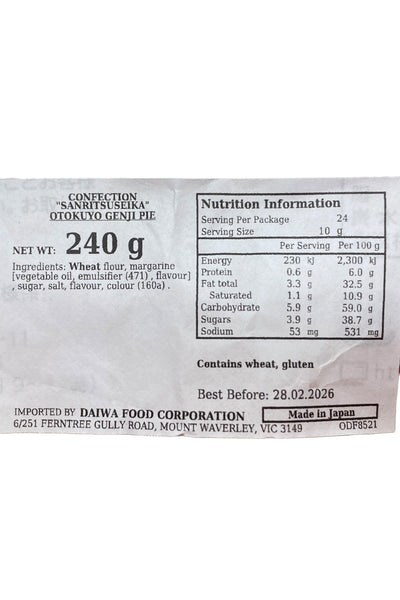 CONFECTION
"SANRITSUSEIKA"
OTOKUYO GENJI PIE
NET WT: 240 g
Ingredients: Wheat flour, margarine
[vegetable oil, emulsifier (471) , flavour]
, sugar, salt, flavour, colour (160a) .
Nutrition Information
Serving Per Package 24
Serving Size 10 g
Per Serving Per 100 g
Energy 230 kj 2,300 kj
Protein 0.6 g 6.0 g
Fat total 3.3 g 32.5 g
Saturated 1.1 g 10.9 g
Carbohydrate 5.9 g 59.0 g
Sugars 3.9 g 38.7 g
Sodium 53 mg 531 mg
Contains wheat, gluten
Best Before: 28.02.2026
IMPORTED BY DAIWA FOOD CORPORATION Made in Japan
6/251 FERNTREE GULLY ROAD, MOUNT WAVERLEY, VIC 3149 ODF8521